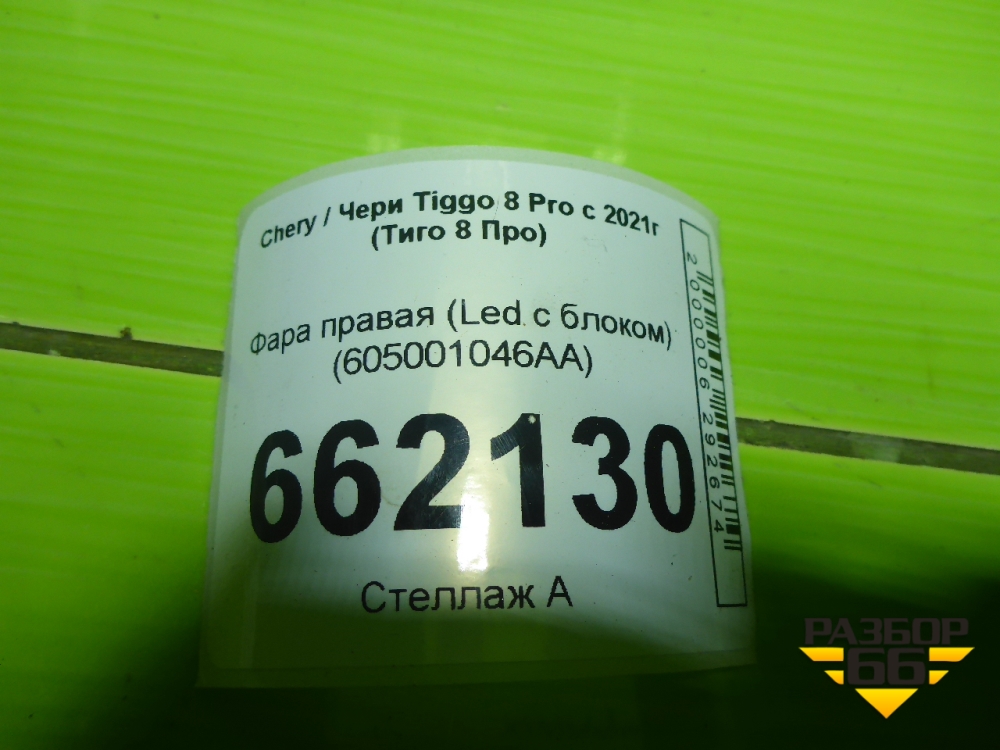 Chery / Чери Tiggo 8 Pro с 2021г
(Тиго 8 Про)
Фара правая (Led с блоком)
(605001046AA)
662130
Стеллаж А
2000006292674
РАЗБОР
66